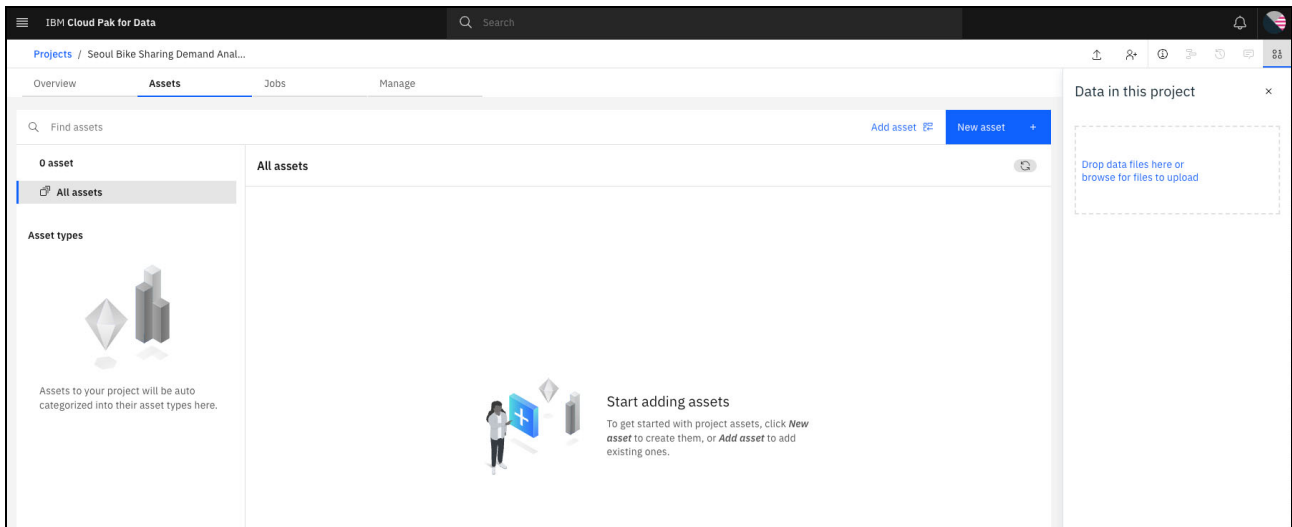 IBM Cloud Pak for Data
Search
Projects / Seoul Bike Sharing Demand Anal...
Overview
Assets
Jobs
Manage
Data in this project
Find assets
Add asset
New asset +
0 asset
All assets
All assets
Drop data files here or
browse for files to upload
Asset types
Assets to your project will be auto
categorized into their asset types here.
Start adding assets
To get started with project assets, click New
asset to create them, or Add asset to add
existing ones.